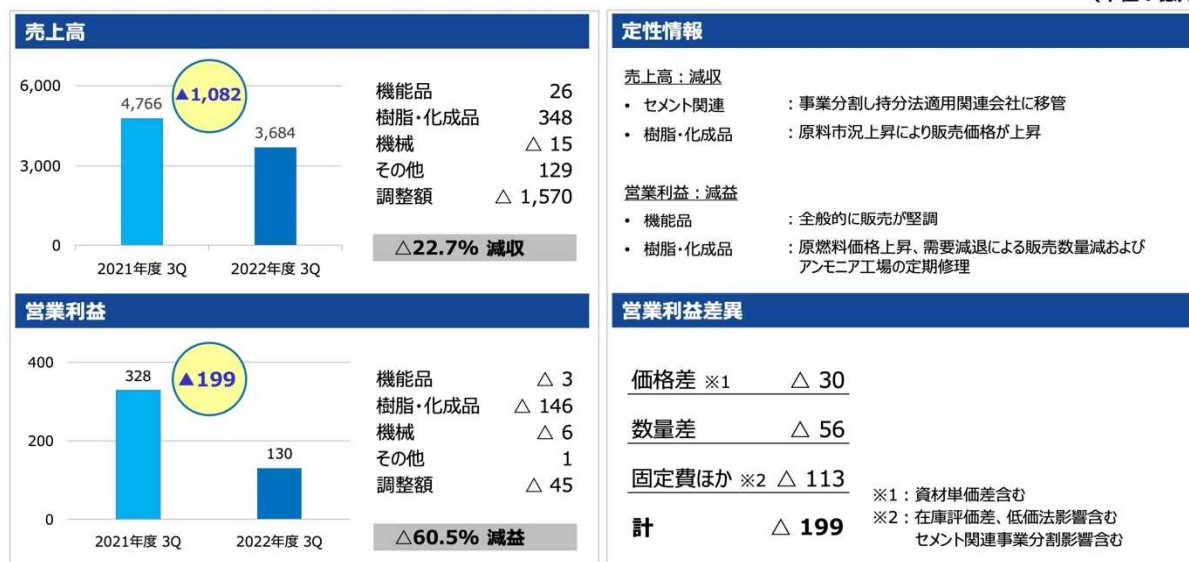 売上高
6,000
3,000
0
4,766
▲1,082
3,684
2021年度 3Q
2022年度 3Q
機能品 26
樹脂・化成品 348
機械 △ 15
その他 129
調整額 △ 1,570
△22.7% 減収
定性情報
売上高：減収
• セメント関連 ：事業分割し持分法適用関連会社に移管
• 樹脂・化成品 ：原料市況上昇により販売価格が上昇
営業利益：減益
• 機能品 ：全般的に販売が堅調
• 樹脂・化成品 ：原燃料価格上昇、需要減退による販売数量減および
アンモニア工場の定期修理
営業利益
400
200
0
328
▲199
130
2021年度 3Q
2022年度 3Q
機能品 △ 3
樹脂・化成品 △ 146
機械 △ 6
その他 1
調整額 △ 45
△60.5% 減益
営業利益差異
価格差 ※1 △ 30
数量差 △ 56
固定費ほか ※2 △ 113
計 △ 199
※1：資材単価差含む
※2：在庫評価差、低価法影響含む
セメント関連事業分割影響含む